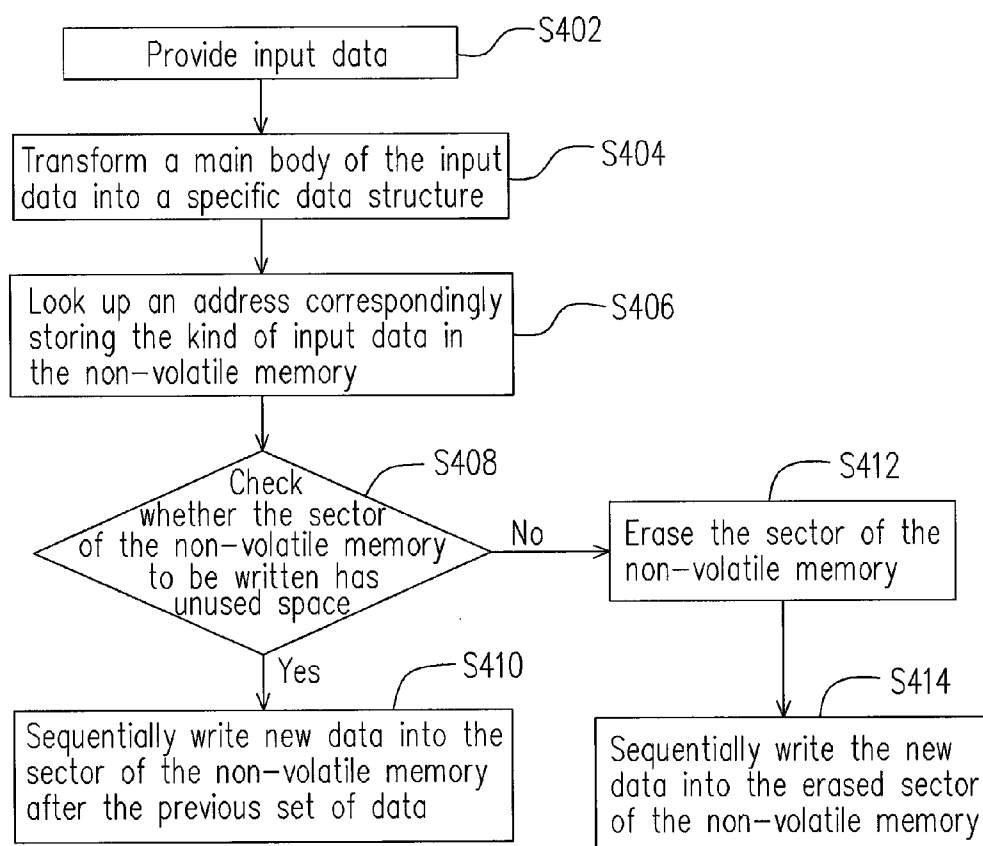 S402
Provide input data
S404
Transform a main body of the input
data into a specific data structure
S406
Look up an address correspondingly
storing the kind of input data in
the non-volatile memory
S408
Check
whether the sector
of the non-volatile memory
to be written has
unused space
No
S412
Erase the sector of the
non-volatile memory
Yes
S410
Sequentially write new data into the
sector of the non-volatile memory
after the previous set of data
S414
Sequentially write the new
data into the erased sector
of the non-volatile memory